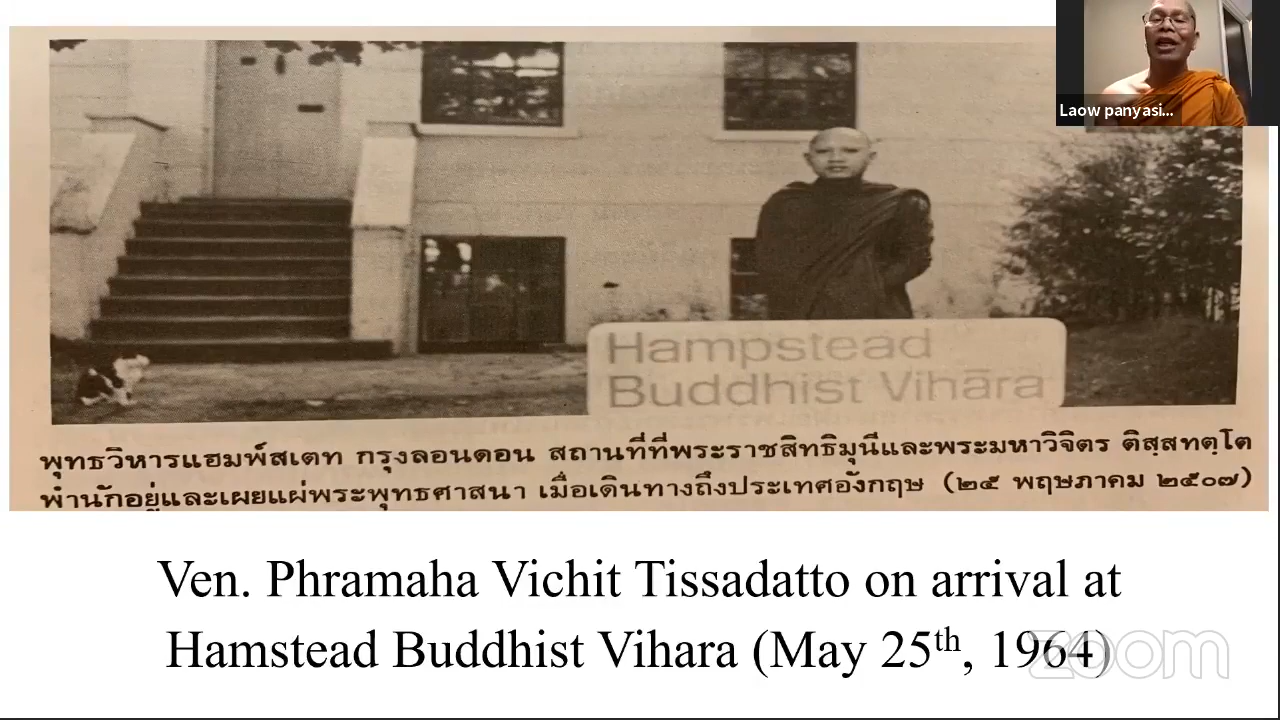 Laow panyasi...
Hampstead
Buddhist Vihāra
พุทธวิหารแฮมพ์สเตท กรุงลอนดอน สถานที่ที่พระราชสิทธิมุนีและพระมหาวิจิตร ติสฺสทตฺโต
พำนักอยู่และเผยแผ่พระพุทธศาสนา เมื่อเดินทางถึงประเทศอังกฤษ (๒๕ พฤษภาคม ๒๕๐๗)
Ven. Phramaha Vichit Tissadatto on arrival at
Hamstead Buddhist Vihara (May 25th, 1964)
zoom